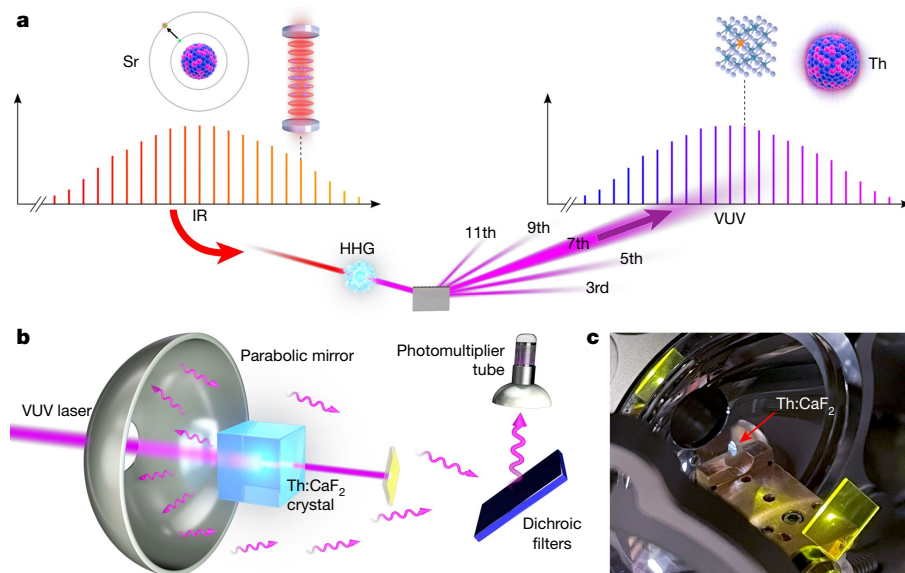 a
Sr
Th
IR
HHG
11th
9th
7th
5th
3rd
VUV
b
Parabolic mirror
VUV laser
Th:CaF₂
crystal
Photomultiplier
tube
Dichroic
filters
c
Th:CaF₂